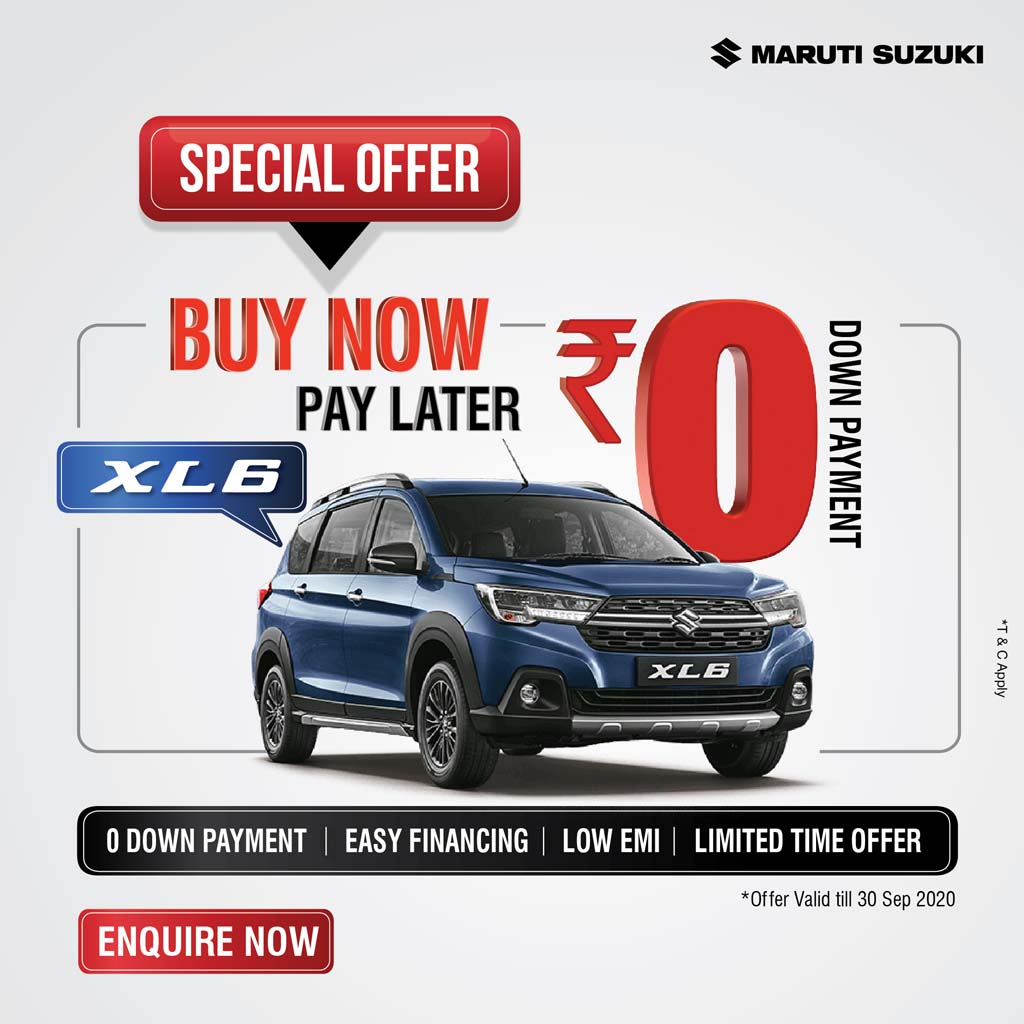 MARUTI SUZUKI
SPECIAL OFFER
BUY NOW
PAY LATER
₹0
DOWN PAYMENT
XL6
XL6
*T & C Apply
0 DOWN PAYMENT | EASY FINANCING | LOW EMI | LIMITED TIME OFFER
*Offer Valid till 30 Sep 2020
ENQUIRE NOW